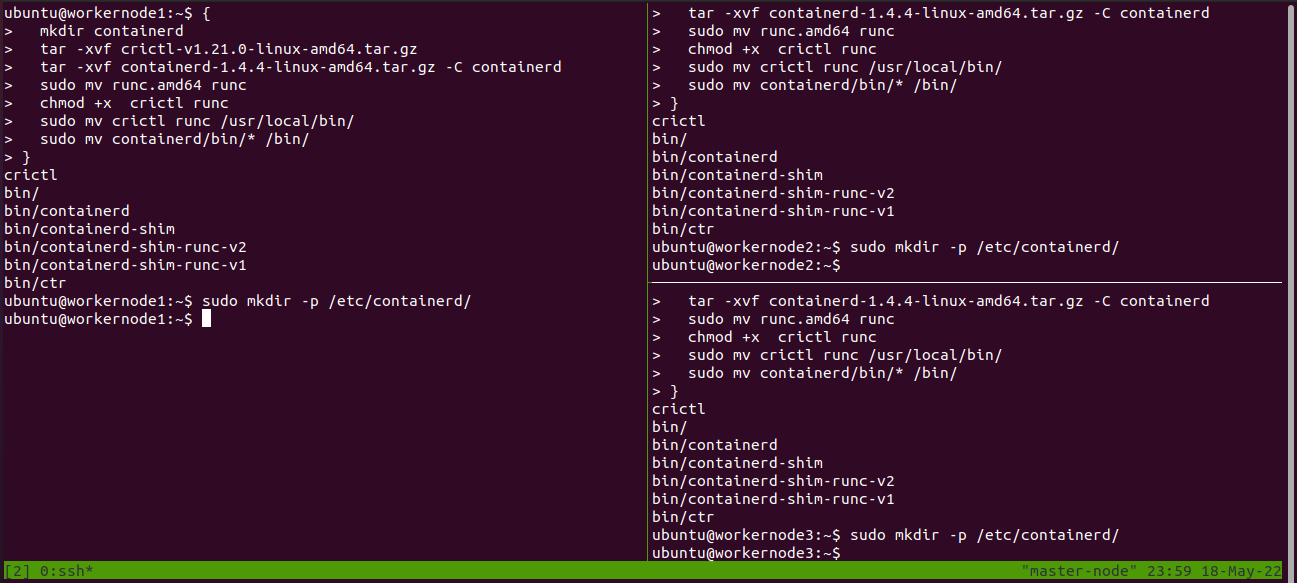 ubuntu@workernode1:~$ {
>   mkdir containerd
>   tar -xvf crictl-v1.21.0-linux-amd64.tar.gz
>   tar -xvf containerd-1.4.4-linux-amd64.tar.gz -C containerd
>   sudo mv runc.amd64 runc
>   chmod +x  crictl runc
>   sudo mv crictl runc /usr/local/bin/
>   sudo mv containerd/bin/* /bin/
> }
crictl
bin/
bin/containerd
bin/containerd-shim
bin/containerd-shim-runc-v2
bin/containerd-shim-runc-v1
bin/ctr
ubuntu@workernode1:~$ sudo mkdir -p /etc/containerd/
ubuntu@workernode1:~$
>   tar -xvf containerd-1.4.4-linux-amd64.tar.gz -C containerd
>   sudo mv runc.amd64 runc
>   chmod +x  crictl runc
>   sudo mv crictl runc /usr/local/bin/
>   sudo mv containerd/bin/* /bin/
> }
crictl
bin/
bin/containerd
bin/containerd-shim
bin/containerd-shim-runc-v2
bin/containerd-shim-runc-v1
bin/ctr
ubuntu@workernode2:~$ sudo mkdir -p /etc/containerd/
ubuntu@workernode2:~$
>   tar -xvf containerd-1.4.4-linux-amd64.tar.gz -C containerd
>   sudo mv runc.amd64 runc
>   chmod +x  crictl runc
>   sudo mv crictl runc /usr/local/bin/
>   sudo mv containerd/bin/* /bin/
> }
crictl
bin/
bin/containerd
bin/containerd-shim
bin/containerd-shim-runc-v2
bin/containerd-shim-runc-v1
bin/ctr
ubuntu@workernode3:~$ sudo mkdir -p /etc/containerd/
ubuntu@workernode3:~$
[2] 0:ssh* "master-node" 23:59 18-May-22